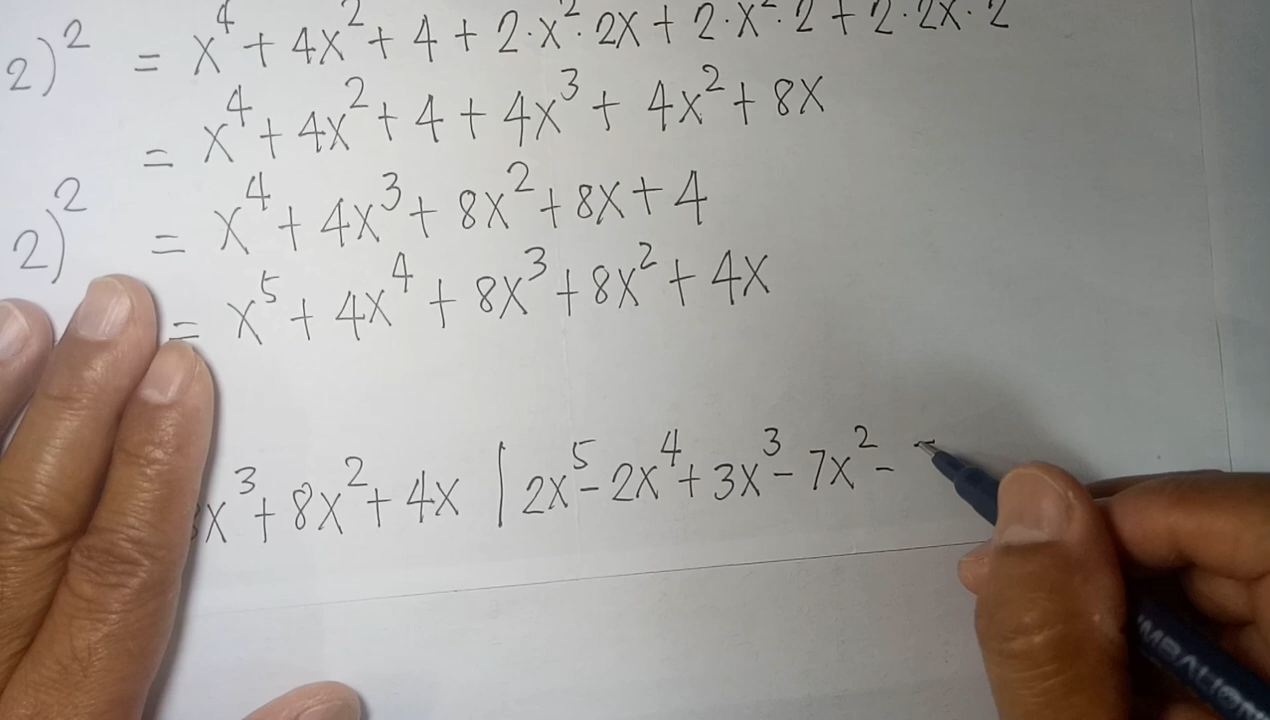 2)² = x⁴ + 4x² + 4 + 2·x²·2x + 2·x²·2 + 2·2x·2
= x⁴ + 4x² + 4 + 4x³ + 4x² + 8x
2)² = x⁴ + 4x³ + 8x² + 8x + 4
= x⁵ + 4x⁴ + 8x³ + 8x² + 4x
8x³ + 8x² + 4x | 2x⁵ - 2x⁴ + 3x³ - 7x² -